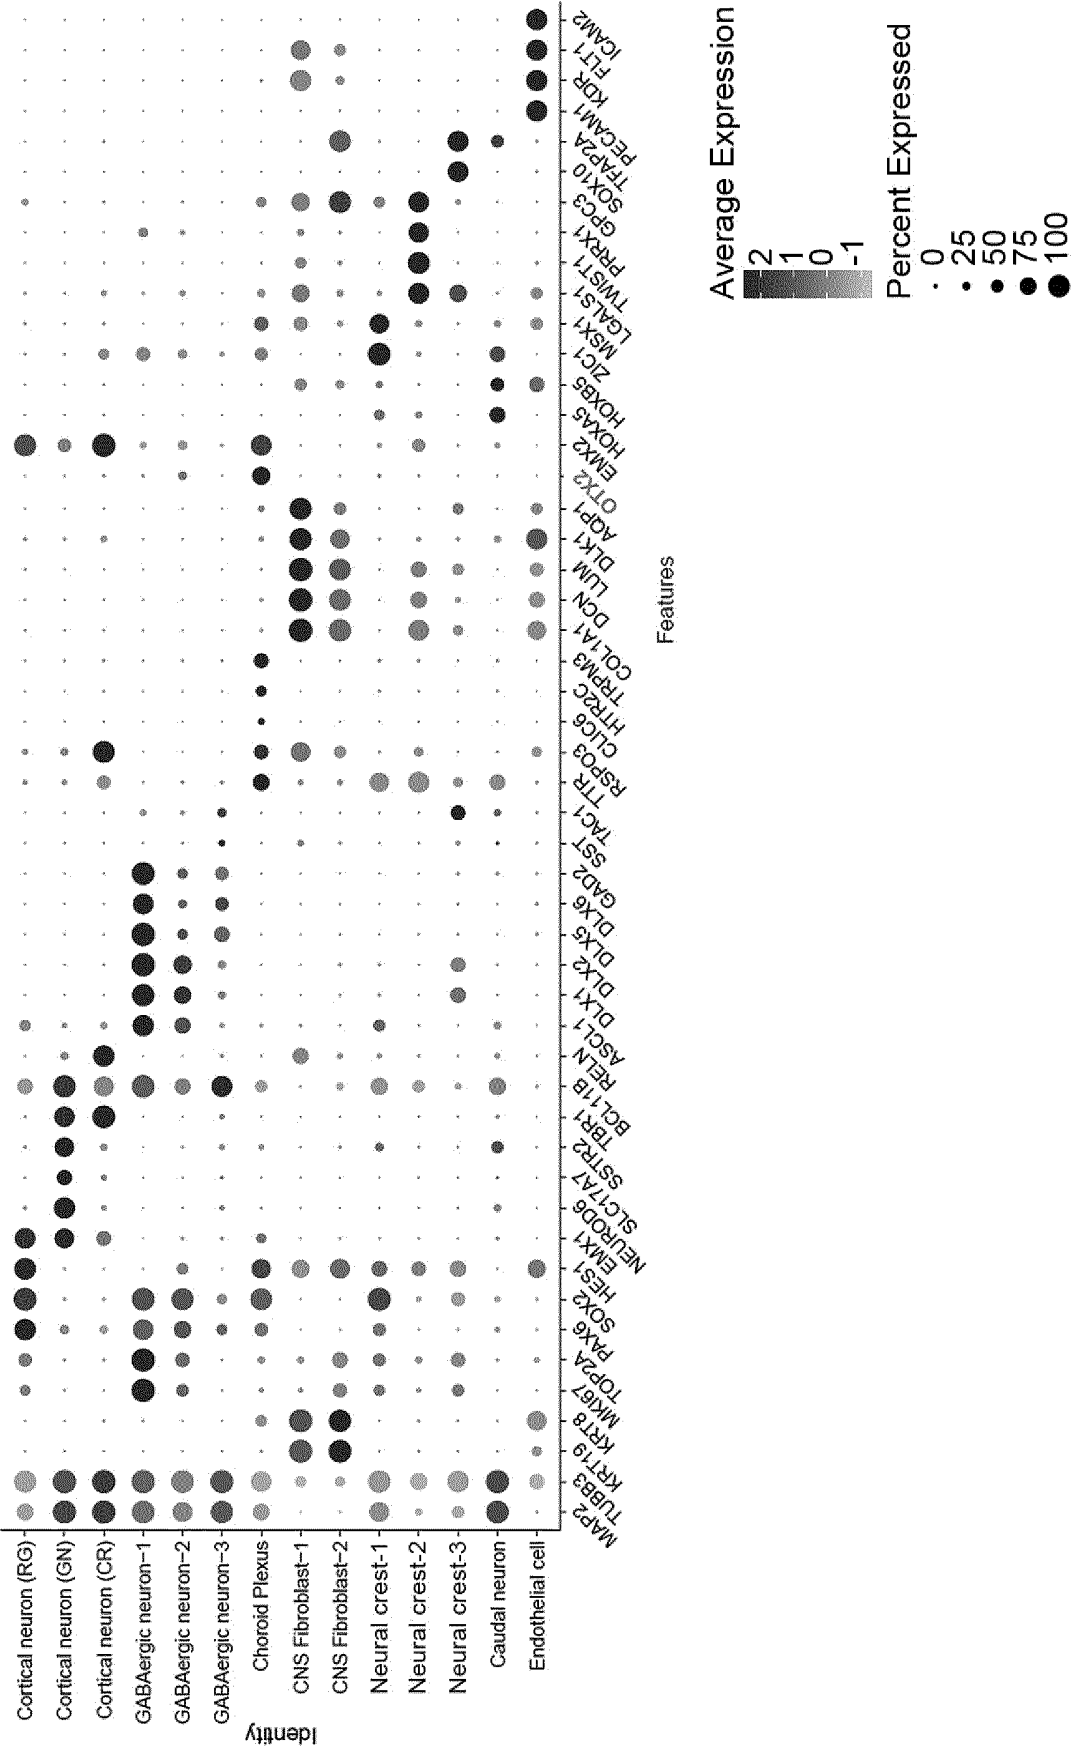 Cortical neuron (RG)
Cortical neuron (GN)
Cortical neuron (CR)
GABAergic neuron-1
GABAergic neuron-2
GABAergic neuron-3
Choroid Plexus
CNS Fibroblast-1
CNS Fibroblast-2
Neural crest-1
Neural crest-2
Neural crest-3
Caudal neuron
Endothelial cell
Identity
MAP2
TUBB3
KRT19
KRT8
MKI67
TOP2A
PAX6
SOX2
HES1
EMX1
NEUROD6
SLC17A7
SSTR2
TBR1
BCL11B
RELN
ASCL1
DLX1
DLX2
DLX5
DLX6
GAD2
SST
TAC1
TTR
RSPO3
CLIC6
HTR2C
TRPM3
COL1A1
DCN
LUM
DLK1
AQP1
OTX2
EMX2
HOXA5
HOXB5
ZIC1
MSX1
LGALS1
TWIST1
PRRX1
GPC3
SOX10
TFAP2A
PECAM1
KDR
FLT1
ICAM2
Features
Average Expression
2
1
0
-1
Percent Expressed
0
25
50
75
100